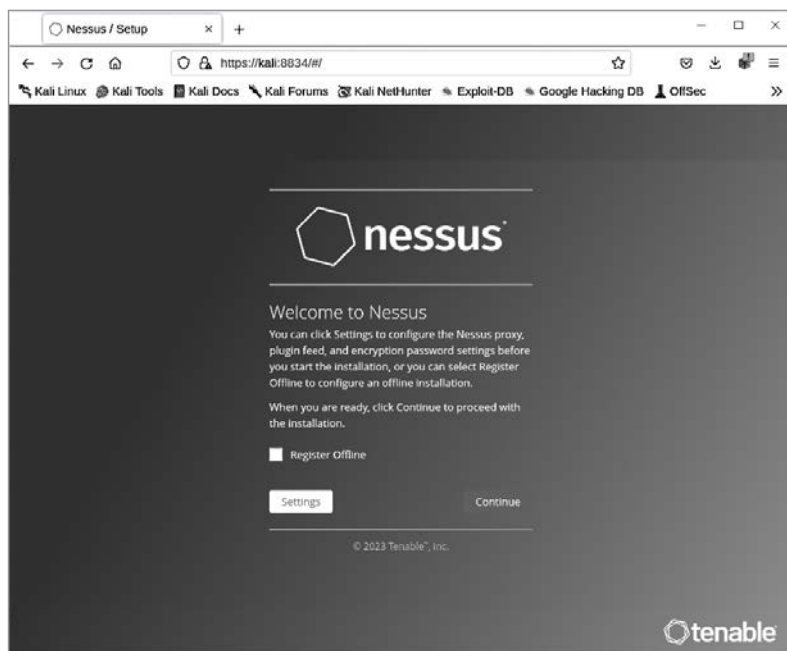 Nessus / Setup
https://kali:8834/#/
Kali Linux Kali Tools Kali Docs Kali Forums Kali NetHunter Exploit-DB Google Hacking DB OffSec
nessus
Welcome to Nessus
You can click Settings to configure the Nessus proxy,
plugin feed, and encryption password settings before
you start the installation, or you can select Register
Offline to configure an offline installation.
When you are ready, click Continue to proceed with
the installation.
Register Offline
Settings Continue
© 2023 Tenable™, Inc.
tenable